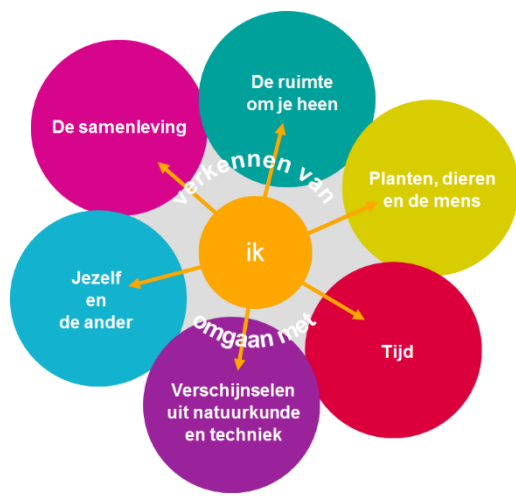 De ruimte
om je heen
De samenleving
verkennen van
Planten, dieren
en de mens
ik
Jezelf
en
de ander
omgaan met
Tijd
Verschijnselen
uit natuurkunde
en techniek